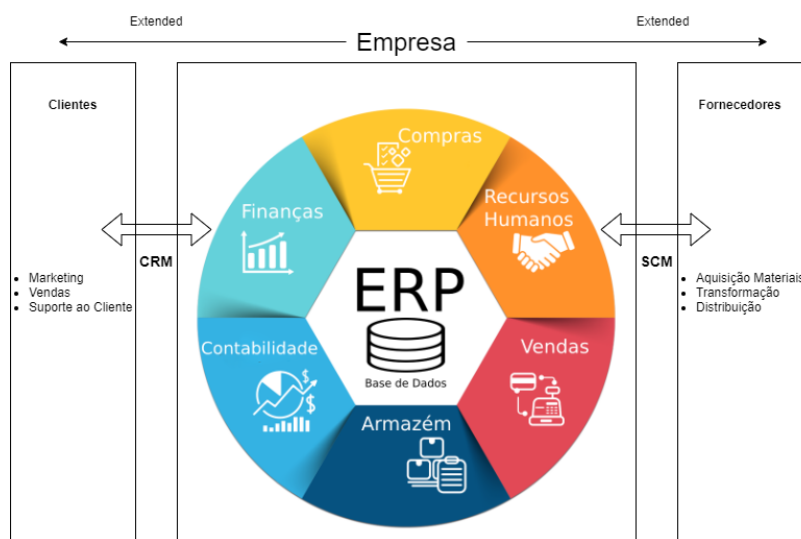 Extended
Extended
Empresa
Clientes
Fornecedores
Compras
Finanças
Recursos
Humanos
CRM
SCM
Marketing
Vendas
Suporte ao Cliente
Aquisição Materiais
Transformação
Distribuição
ERP
Base de Dados
Contabilidade
Vendas
Armazém
$
$